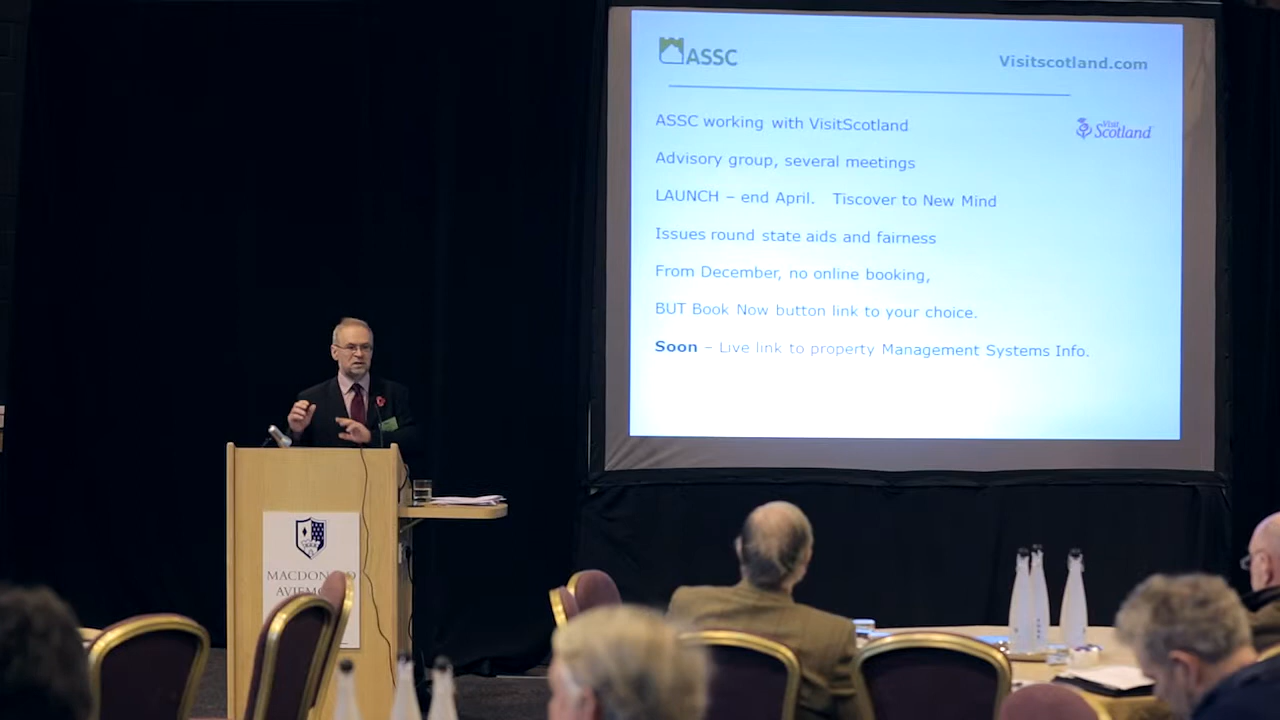 ASSC
Visitscotland.com
Visit
Scotland
ASSC working with VisitScotland
Advisory group, several meetings
LAUNCH – end April. Tiscover to New Mind
Issues round state aids and fairness
From December, no online booking,
BUT Book Now button link to your choice.
Soon – Live link to property Management Systems Info.